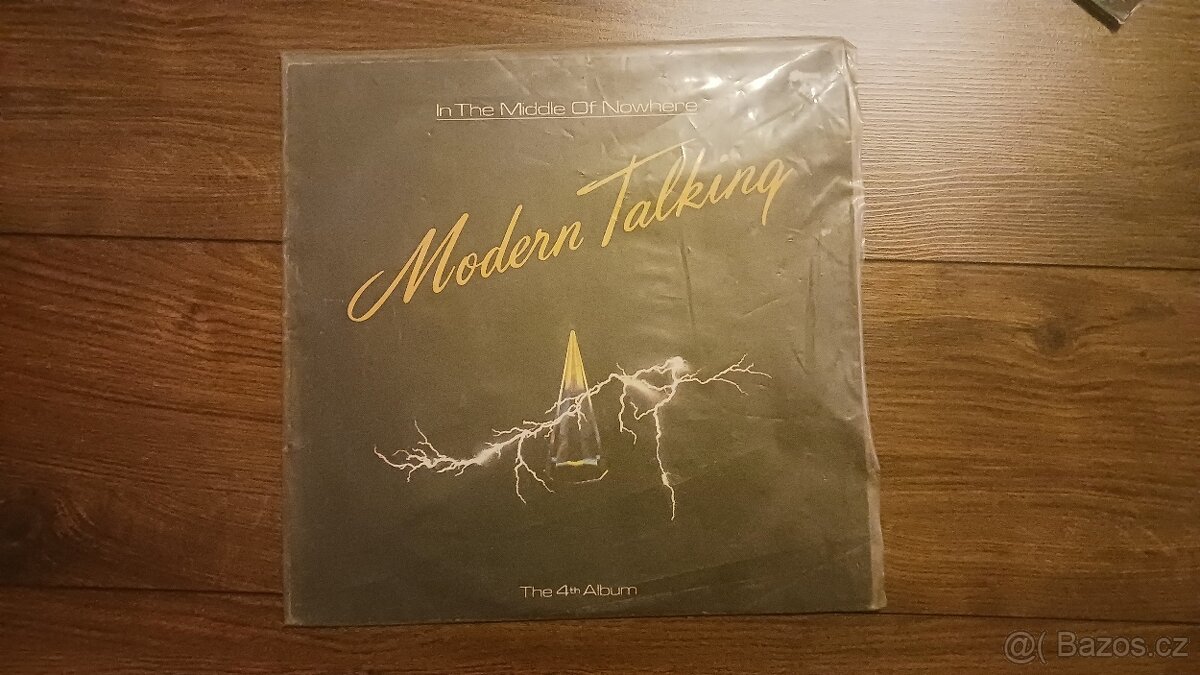 In The Middle Of Nowhere
Modern Talking
The 4th Album
@( Bazos.cz